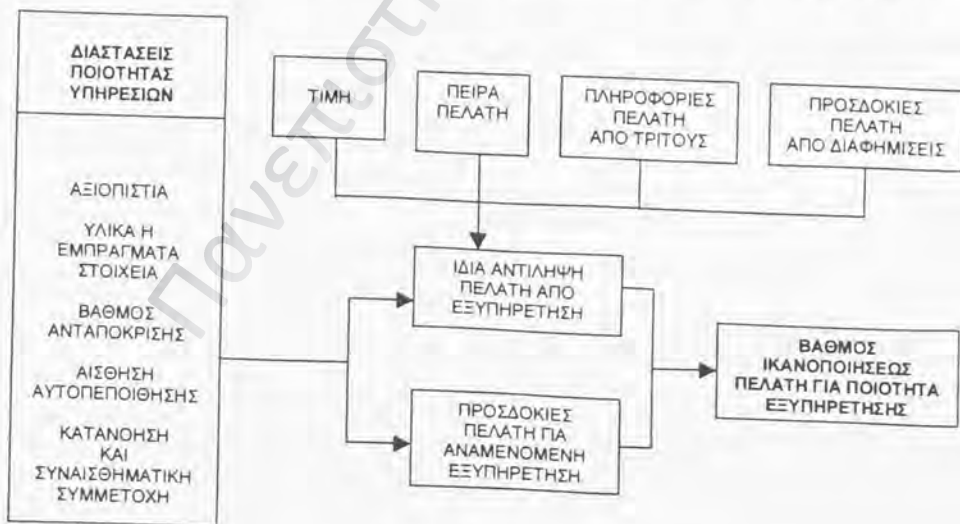 ΔΙΑΣΤΑΣΕΙΣ
ΠΟΙΟΤΗΤΑΣ
ΥΠΗΡΕΣΙΩΝ
ΑΞΙΟΠΙΣΤΙΑ
ΥΛΙΚΑ Η
ΕΜΠΡΑΓΜΑΤΑ
ΣΤΟΙΧΕΙΑ
ΒΑΘΜΟΣ
ΑΝΤΑΠΟΚΡΙΣΗΣ
ΑΙΣΘΗΣΗ
ΑΥΤΟΠΕΠΟΙΘΗΣΗΣ
ΚΑΤΑΝΟΗΣΗ
ΚΑΙ
ΣΥΝΑΙΣΘΗΜΑΤΙΚΗ
ΣΥΜΜΕΤΟΧΗ
ΤΙΜΗ
ΠΕΙΡΑ
ΠΕΛΑΤΗ
ΠΛΗΡΟΦΟΡΙΕΣ
ΠΕΛΑΤΗ
ΑΠΟ ΤΡΙΤΟΥΣ
ΠΡΟΣΔΟΚΙΕΣ
ΠΕΛΑΤΗ
ΑΠΟ ΔΙΑΦΗΜΙΣΕΙΣ
ΙΔΙΑ ΑΝΤΙΛΗΨΗ
ΠΕΛΑΤΗ ΑΠΟ
ΕΞΥΠΗΡΕΤΗΣΗ
ΠΡΟΣΔΟΚΙΕΣ
ΠΕΛΑΤΗ ΓΙΑ
ΑΝΑΜΕΝΟΜΕΝΗ
ΕΞΥΠΗΡΕΤΗΣΗ
ΒΑΘΜΟΣ
ΙΚΑΝΟΠΟΙΗΣΕΩΣ
ΠΕΛΑΤΗ ΓΙΑ ΠΟΙΟΤΗΤΑ
ΕΞΥΠΗΡΕΤΗΣΗΣ